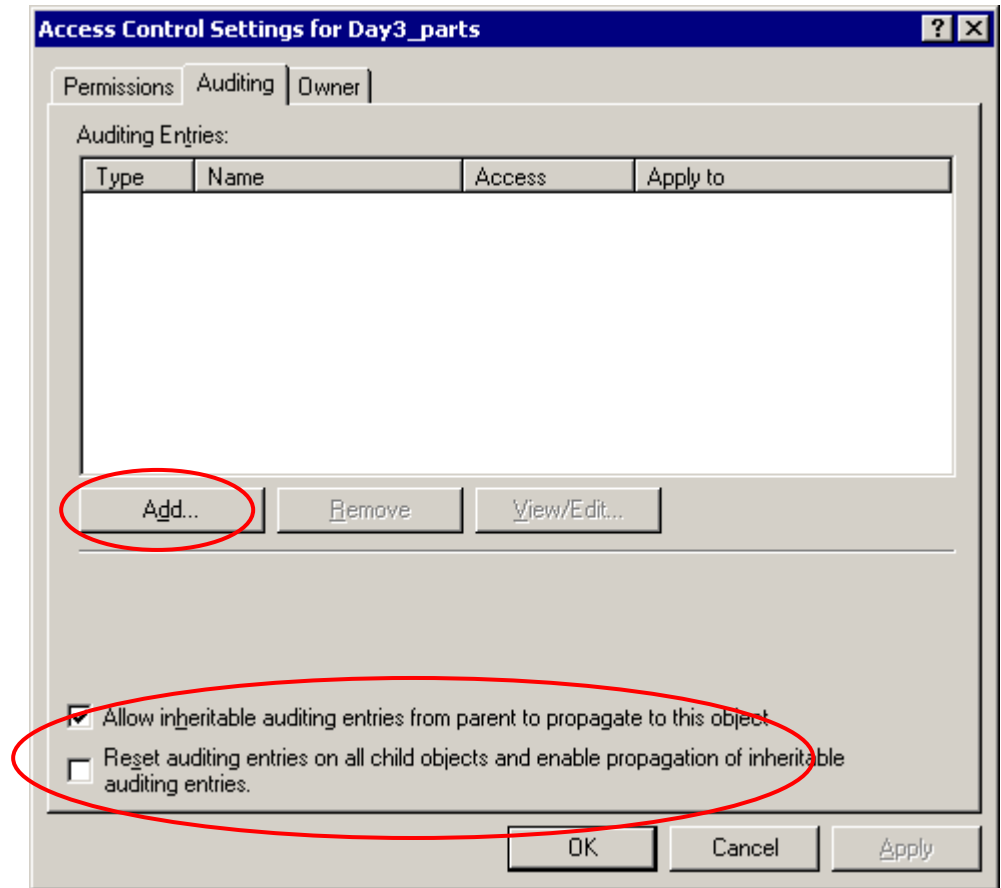 Access Control Settings for Day3_parts
Permissions Auditing Owner
Auditing Entries:
Type Name Access Apply to
Add... Remove View/Edit...
Allow inheritable auditing entries from parent to propagate to this object
Reset auditing entries on all child objects and enable propagation of inheritable
auditing entries.
OK Cancel Apply